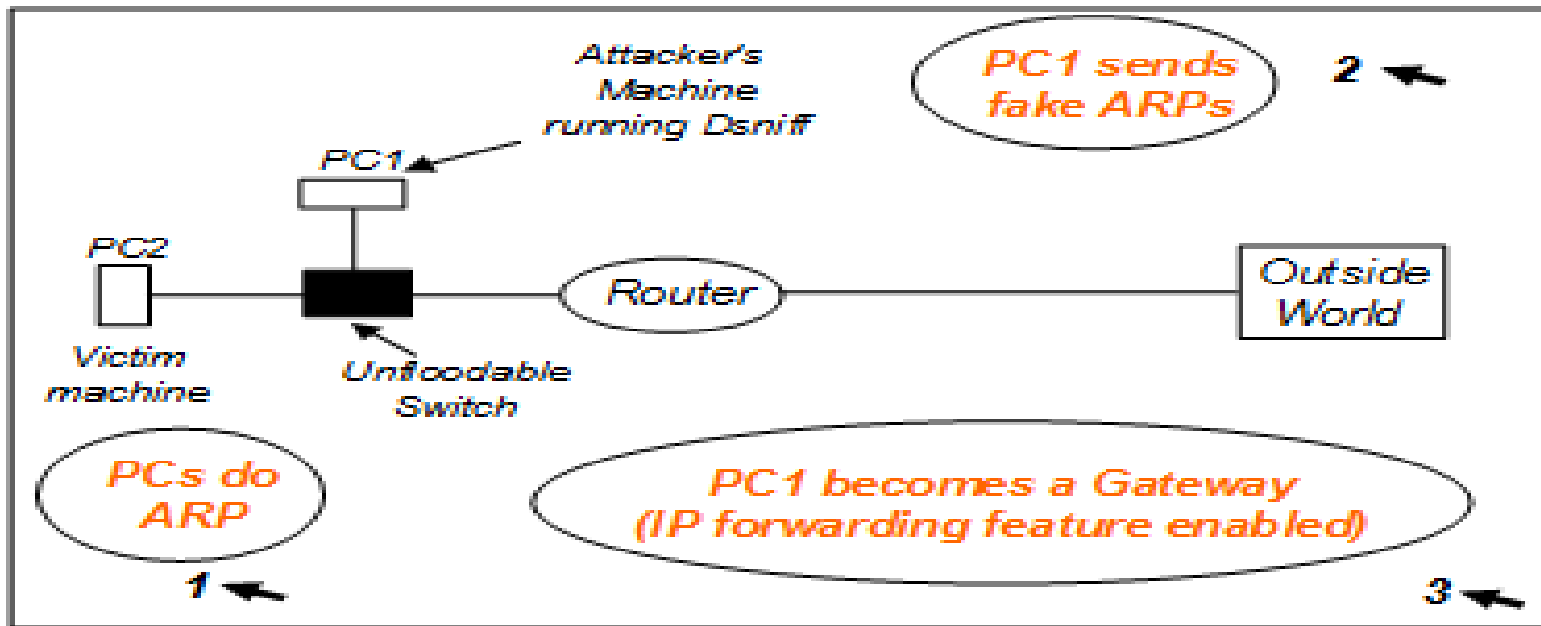 Attacker's
Machine
running Dsniff
PC1 sends
fake ARPs
2
PC1
PC2
Router
Outside
World
Victim
machine
Unfloodable
Switch
PCs do
ARP
1
PC1 becomes a Gateway
(IP forwarding feature enabled)
3